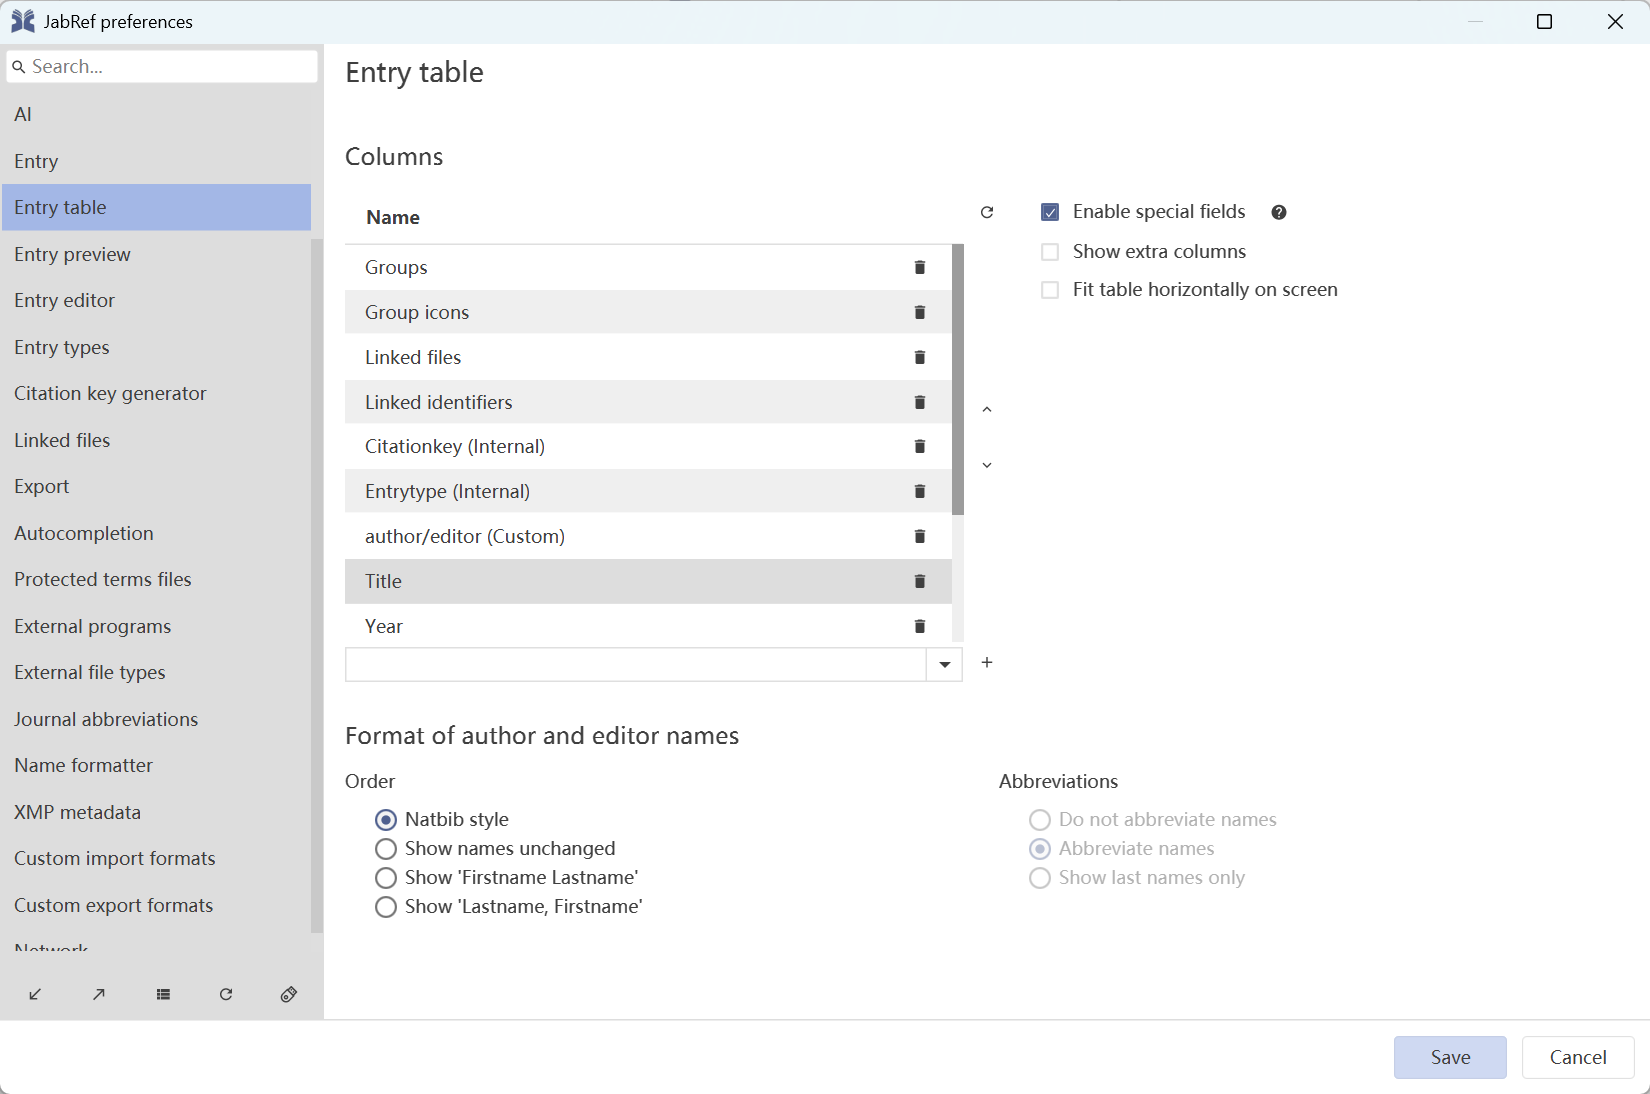 JabRef preferences
Search...
AI
Entry
Entry table
Entry preview
Entry editor
Entry types
Citation key generator
Linked files
Export
Autocompletion
Protected terms files
External programs
External file types
Journal abbreviations
Name formatter
XMP metadata
Custom import formats
Custom export formats
Network
Entry table
Columns
Name
Groups
Group icons
Linked files
Linked identifiers
Citationkey (Internal)
Entrytype (Internal)
author/editor (Custom)
Title
Year
Enable special fields
Show extra columns
Fit table horizontally on screen
Format of author and editor names
Order
Natbib style
Show names unchanged
Show 'Firstname Lastname'
Show 'Lastname, Firstname'
Abbreviations
Do not abbreviate names
Abbreviate names
Show last names only
Save
Cancel